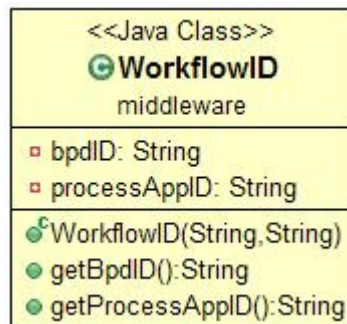 <<Java Class>>
WorkflowID
middleware
bpdID: String
processAppID: String
WorkflowID(String,String)
getBpdID():String
getProcessAppID():String